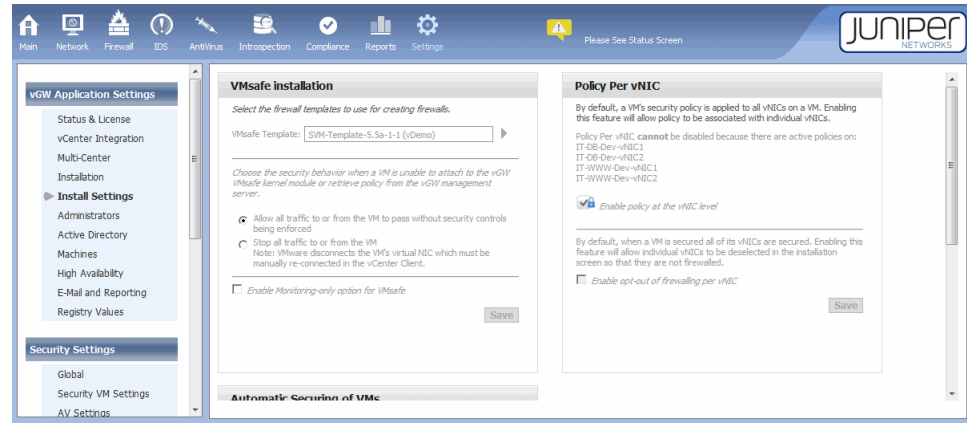 Main
Network
Firewall
IDS
AntiVirus
Introspection
Compliance
Reports
Settings
Please See Status Screen
JUNIPER
NETWORKS
vGW Application Settings
Status & License
vCenter Integration
Multi-Center
Installation
Install Settings
Administrators
Active Directory
Machines
High Availability
E-Mail and Reporting
Registry Values
Security Settings
Global
Security VM Settings
AV Settings
VMsafe installation
Select the firewall templates to use for creating firewalls.
VMsafe Template: SVM-Template-5.5a-1-1 (vDemo)
Choose the security behavior when a VM is unable to attach to the vGW
VMsafe kernel module or retrieve policy from the vGW management
server.
Allow all traffic to or from the VM to pass without security controls
being enforced
Stop all traffic to or from the VM
Note: VMware disconnects the VM's virtual NIC which must be
manually re-connected in the vCenter Client.
Enable Monitoring-only option for VMsafe
Save
Automatic Securing of VMs
Policy Per vNIC
By default, a VM's security policy is applied to all vNICs on a VM. Enabling
this feature will allow policy to be associated with individual vNICs.
Policy Per vNIC cannot be disabled because there are active policies on:
IT-DB-Dev-vNIC1
IT-DB-Dev-vNIC2
IT-WWW-Dev-vNIC1
IT-WWW-Dev-vNIC2
Enable policy at the vNIC level
By default, when a VM is secured all of its vNICs are secured. Enabling this
feature will allow individual vNICs to be deselected in the installation
screen so that they are not firewalled.
Enable opt-out of firewalling per vNIC
Save